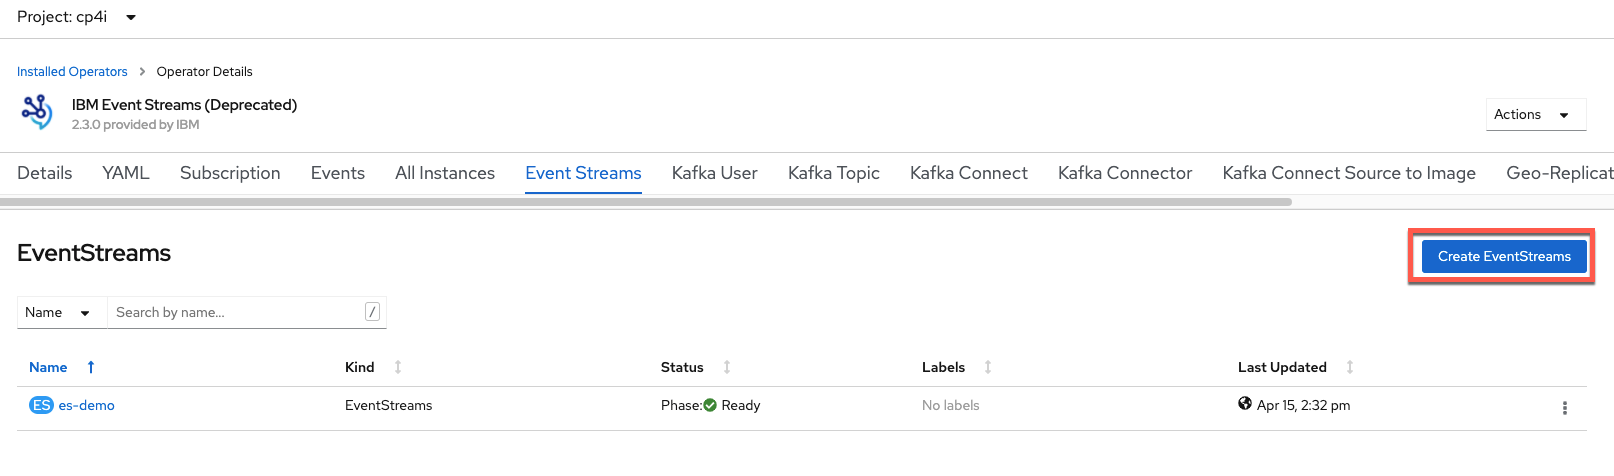 Project: cp4i
Installed Operators > Operator Details
IBM Event Streams (Deprecated)
2.3.0 provided by IBM
Actions
Details YAML Subscription Events All Instances Event Streams Kafka User Kafka Topic Kafka Connect Kafka Connector Kafka Connect Source to Image Geo-Replicat
EventStreams
Create EventStreams
Name Search by name... /
Name Kind Status Labels Last Updated
ES es-demo EventStreams Phase: Ready No labels Apr 15, 2:32 pm